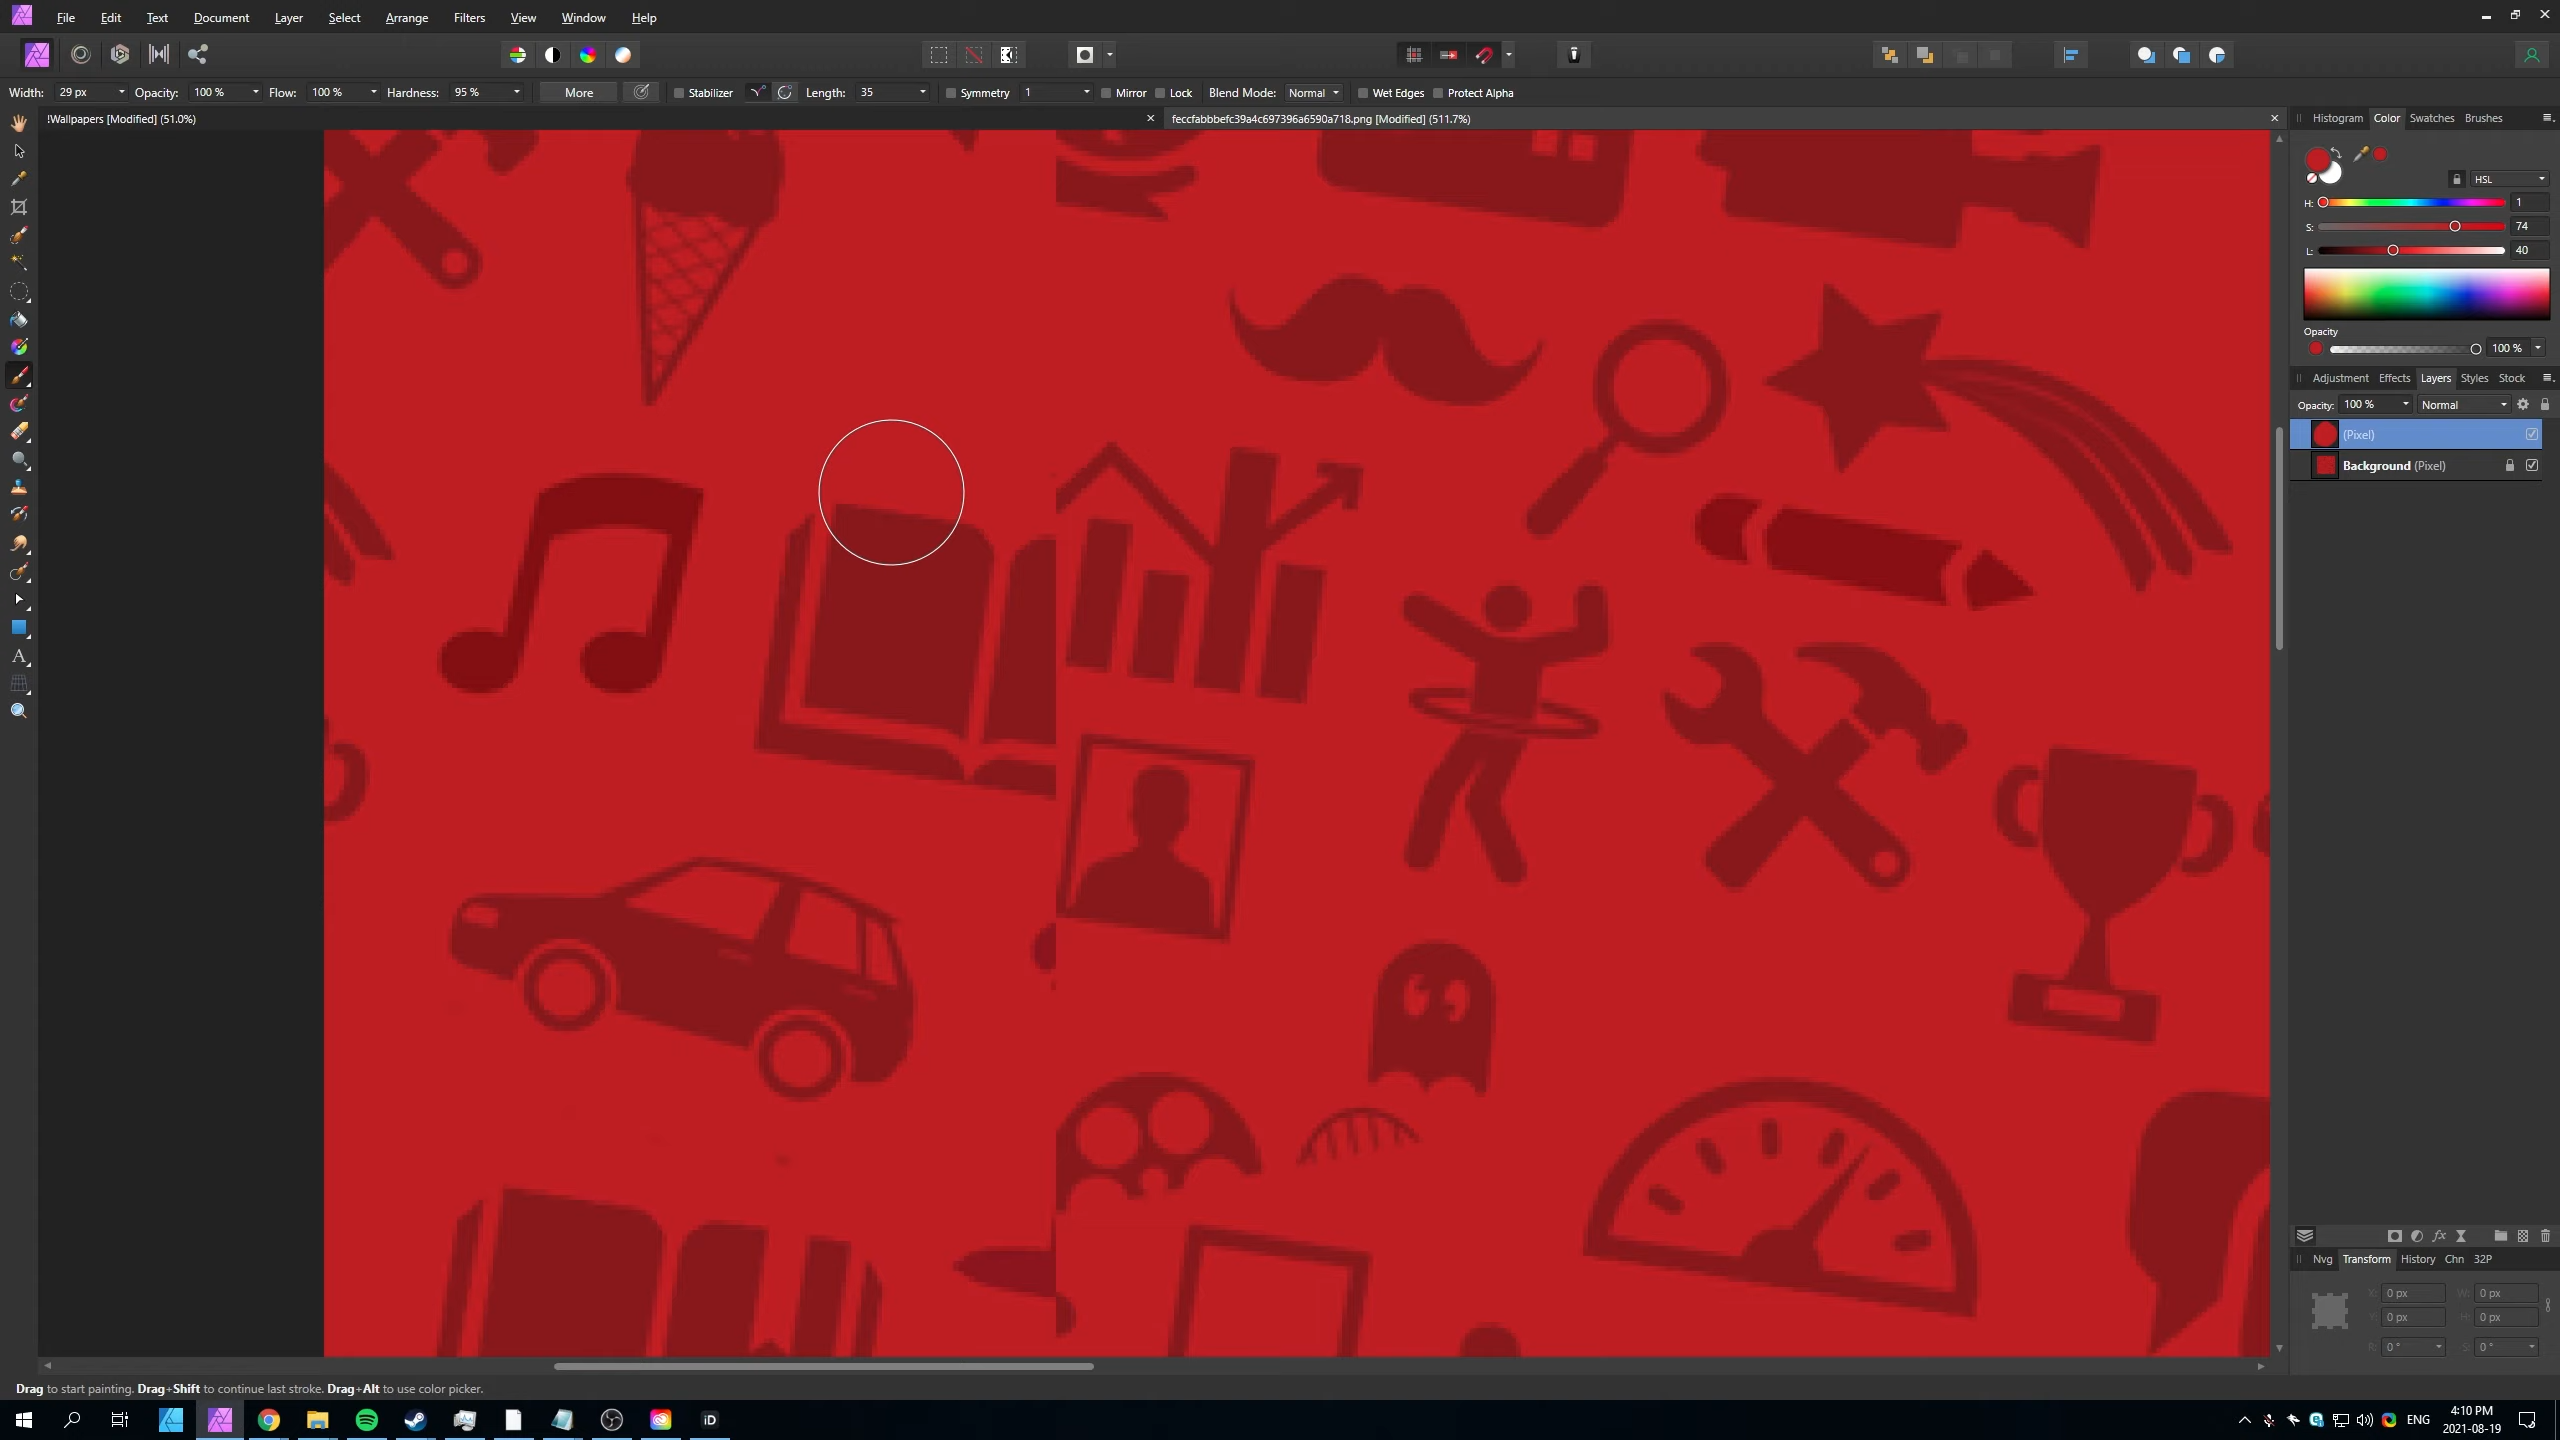 File Edit Text Document Layer Select Arrange Filters View Window Help
Width: 29 px Opacity: 100 % Flow: 100 % Hardness: 95 % More Stabilizer Length: 35 Symmetry 1 Mirror Lock Blend Mode: Normal Wet Edges Protect Alpha
!Wallpapers [Modified] (51.0%)
feccfabbbefc39a4c697396a6590a718.png [Modified] (511.7%)
Histogram Color Swatches Brushes
HSL
H: 1
S: 74
L: 40
Opacity
100 %
Adjustment Effects Layers Styles Stock
Opacity: 100 % Normal
(Pixel)
Background (Pixel)
Nvg Transform History Chn 32P
X: 0 px W: 0 px
Y: 0 px H: 0 px
R: 0 ° S: 0 °
Drag to start painting. Drag+Shift to continue last stroke. Drag+Alt to use color picker.
iD
ENG
4:10 PM
2021-08-19